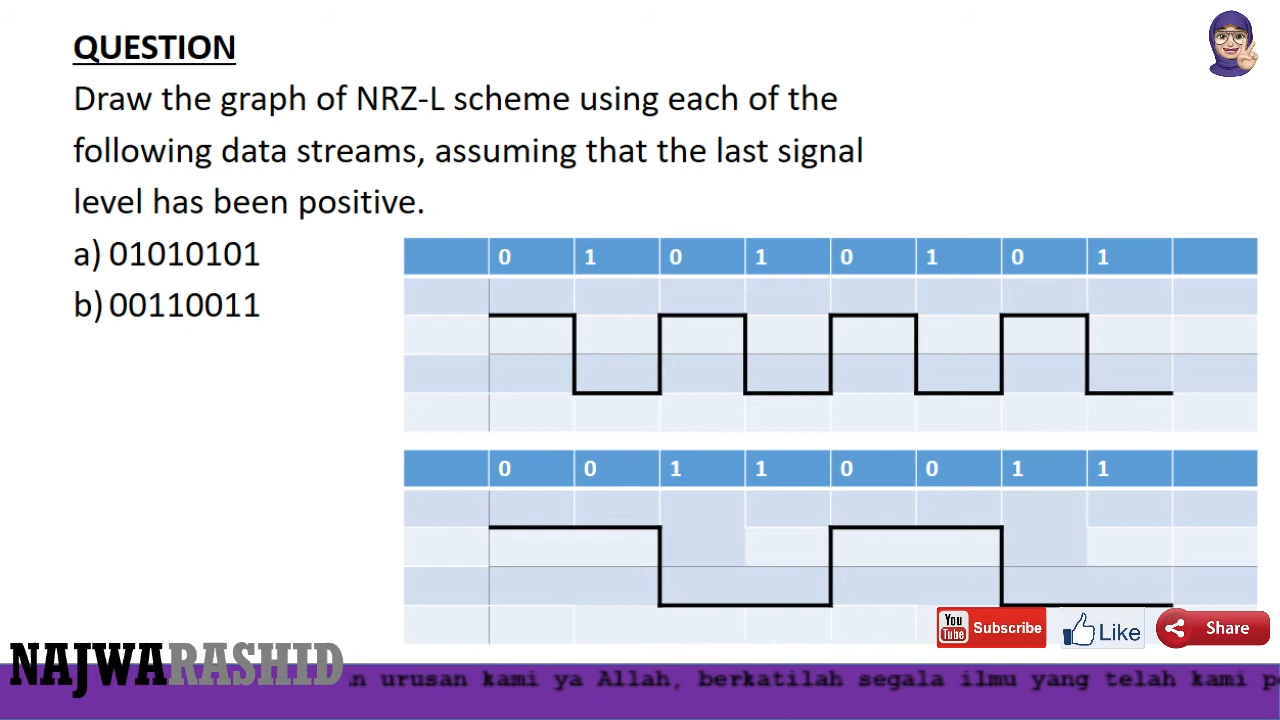 QUESTION
Draw the graph of NRZ-L scheme using each of the
following data streams, assuming that the last signal
level has been positive.
a) 01010101
b) 00110011
0 1 0 1 0 1 0 1
0 0 1 1 0 0 1 1
You Tube Subscribe
Like
Share
NAJWARASHID
urusan kami ya Allah, berkatilah segala ilmu yang telah kami